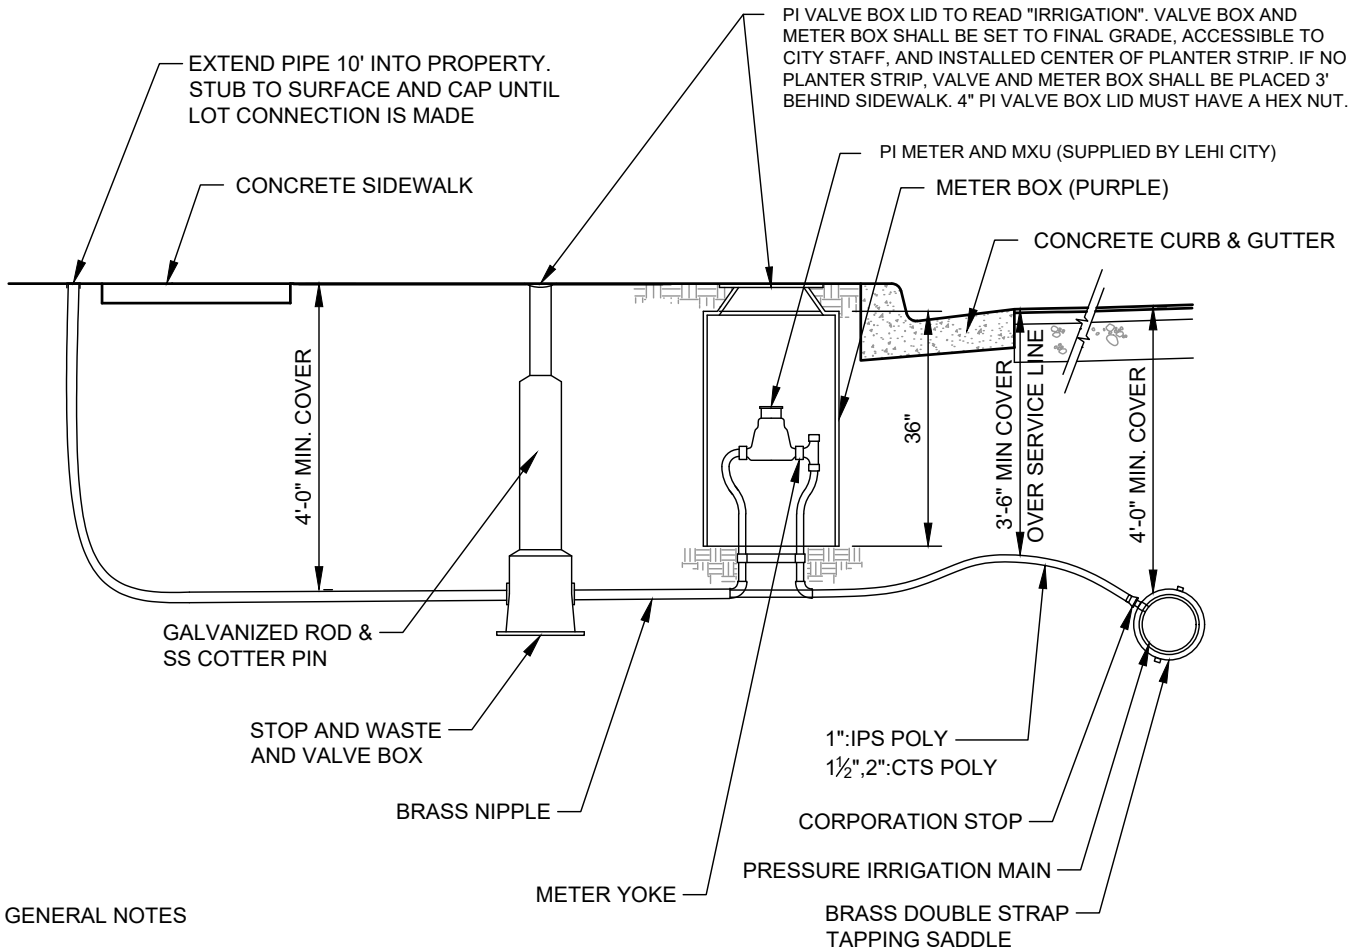 PI VALVE BOX LID TO READ "IRRIGATION". VALVE BOX AND
METER BOX SHALL BE SET TO FINAL GRADE, ACCESSIBLE TO
CITY STAFF, AND INSTALLED CENTER OF PLANTER STRIP. IF NO
PLANTER STRIP, VALVE AND METER BOX SHALL BE PLACED 3'
BEHIND SIDEWALK. 4" PI VALVE BOX LID MUST HAVE A HEX NUT.
EXTEND PIPE 10' INTO PROPERTY.
STUB TO SURFACE AND CAP UNTIL
LOT CONNECTION IS MADE
PI METER AND MXU (SUPPLIED BY LEHI CITY)
CONCRETE SIDEWALK
METER BOX (PURPLE)
CONCRETE CURB & GUTTER
4'-0" MIN. COVER
36"
3'-6" MIN COVER
OVER SERVICE LINE
4'-0" MIN. COVER
GALVANIZED ROD &
SS COTTER PIN
STOP AND WASTE
AND VALVE BOX
1":IPS POLY
1½",2":CTS POLY
BRASS NIPPLE
CORPORATION STOP
PRESSURE IRRIGATION MAIN
METER YOKE
BRASS DOUBLE STRAP
TAPPING SADDLE
GENERAL NOTES